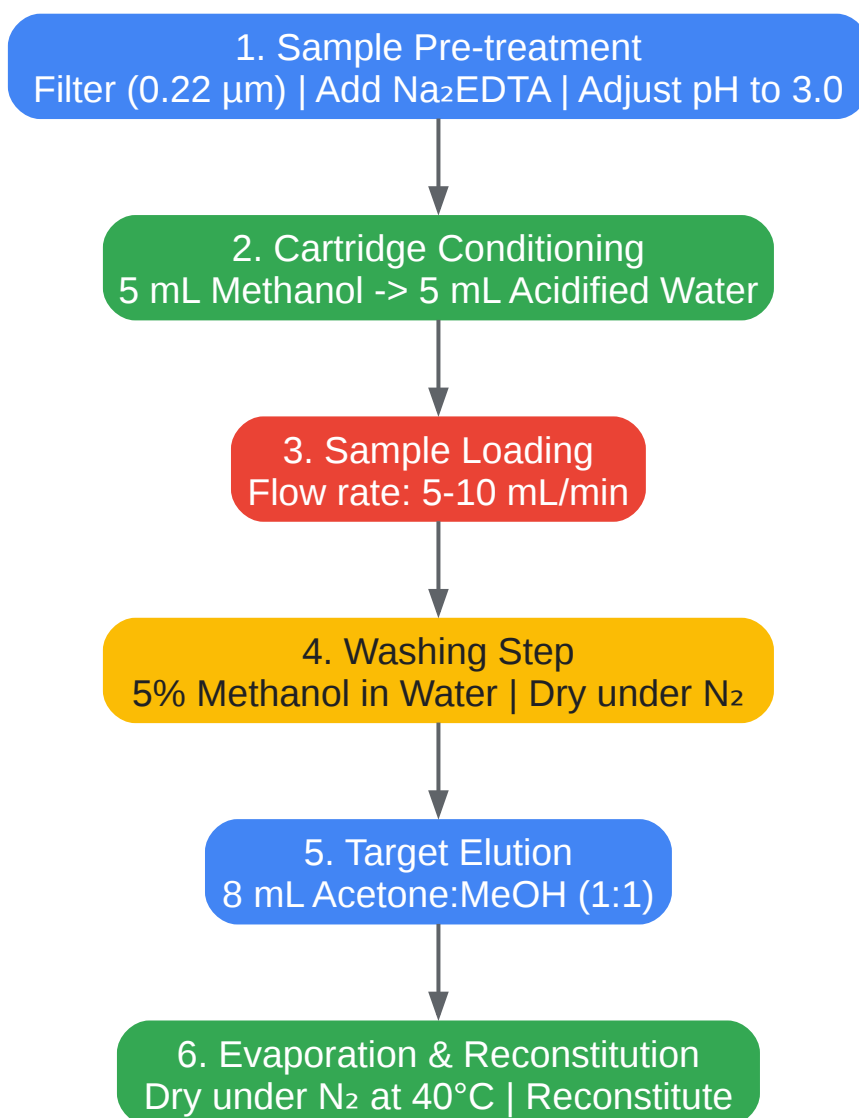 1. Sample Pre-treatment
Filter (0.22 µm) | Add Na₂EDTA | Adjust pH to 3.0
2. Cartridge Conditioning
5 mL Methanol -> 5 mL Acidified Water
3. Sample Loading
Flow rate: 5-10 mL/min
4. Washing Step
5% Methanol in Water | Dry under N₂
5. Target Elution
8 mL Acetone:MeOH (1:1)
6. Evaporation & Reconstitution
Dry under N₂ at 40°C | Reconstitute